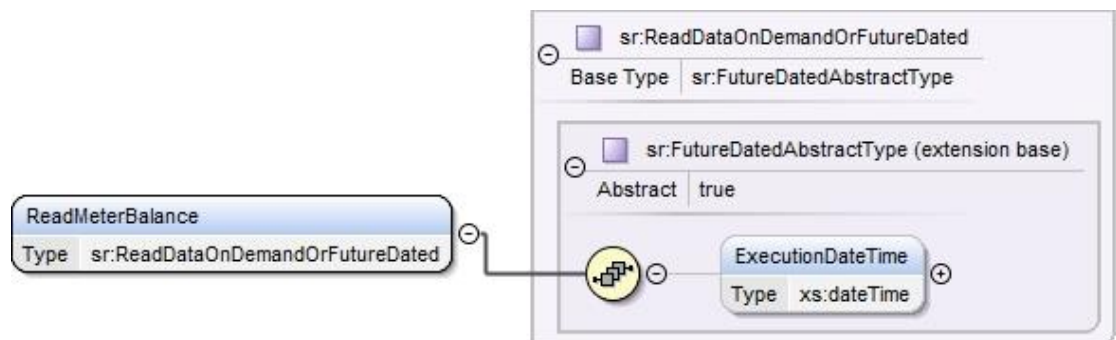 sr:ReadDataOnDemandOrFutureDated
Base Type sr:FutureDatedAbstractType
sr:FutureDatedAbstractType (extension base)
Abstract true
ReadMeterBalance
Type sr:ReadDataOnDemandOrFutureDated
ExecutionDateTime
Type xs:dateTime